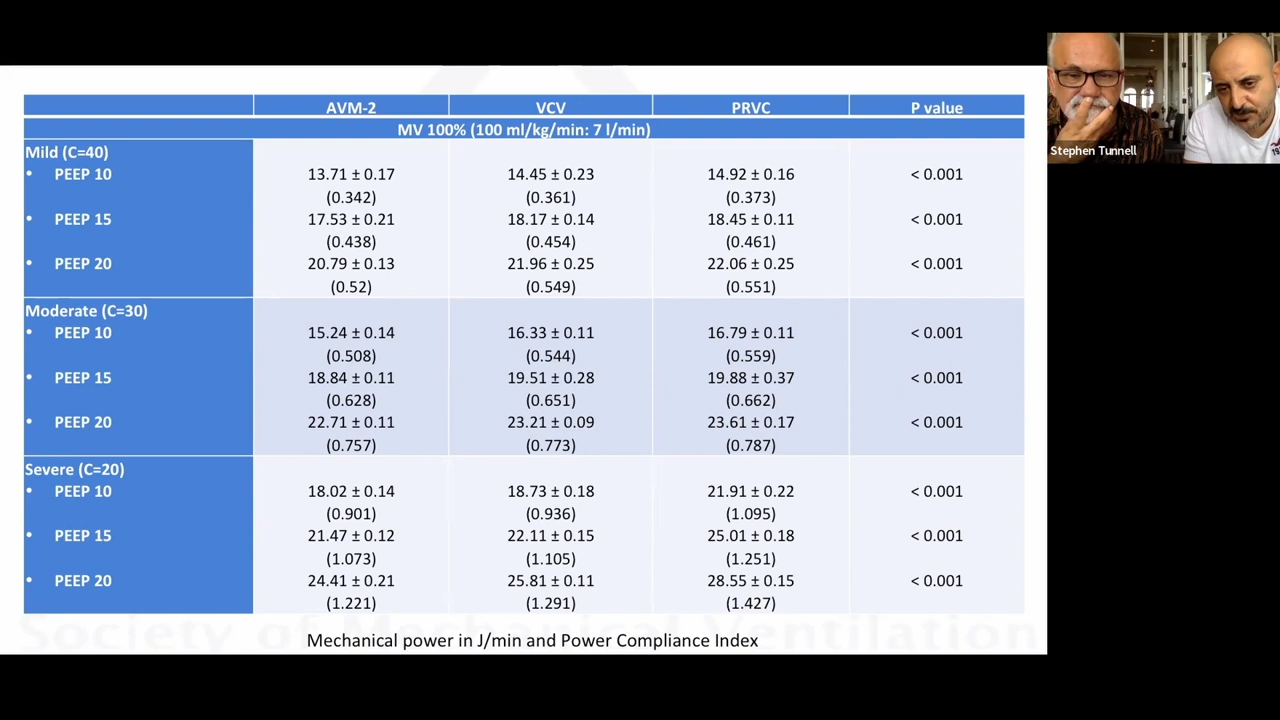 AVM-2 VCV PRVC P value
MV 100% (100 ml/kg/min: 7 l/min)
Mild (C=40)
• PEEP 10 13.71 ± 0.17 14.45 ± 0.23 14.92 ± 0.16 < 0.001
(0.342) (0.361) (0.373)
• PEEP 15 17.53 ± 0.21 18.17 ± 0.14 18.45 ± 0.11 < 0.001
(0.438) (0.454) (0.461)
• PEEP 20 20.79 ± 0.13 21.96 ± 0.25 22.06 ± 0.25 < 0.001
(0.52) (0.549) (0.551)
Moderate (C=30)
• PEEP 10 15.24 ± 0.14 16.33 ± 0.11 16.79 ± 0.11 < 0.001
(0.508) (0.544) (0.559)
• PEEP 15 18.84 ± 0.11 19.51 ± 0.28 19.88 ± 0.37 < 0.001
(0.628) (0.651) (0.662)
• PEEP 20 22.71 ± 0.11 23.21 ± 0.09 23.61 ± 0.17 < 0.001
(0.757) (0.773) (0.787)
Severe (C=20)
• PEEP 10 18.02 ± 0.14 18.73 ± 0.18 21.91 ± 0.22 < 0.001
(0.901) (0.936) (1.095)
• PEEP 15 21.47 ± 0.12 22.11 ± 0.15 25.01 ± 0.18 < 0.001
(1.073) (1.105) (1.251)
• PEEP 20 24.41 ± 0.21 25.81 ± 0.11 28.55 ± 0.15 < 0.001
(1.221) (1.291) (1.427)
Society of Mechanical Ventilation
Mechanical power in J/min and Power Compliance Index
Stephen Tunnell